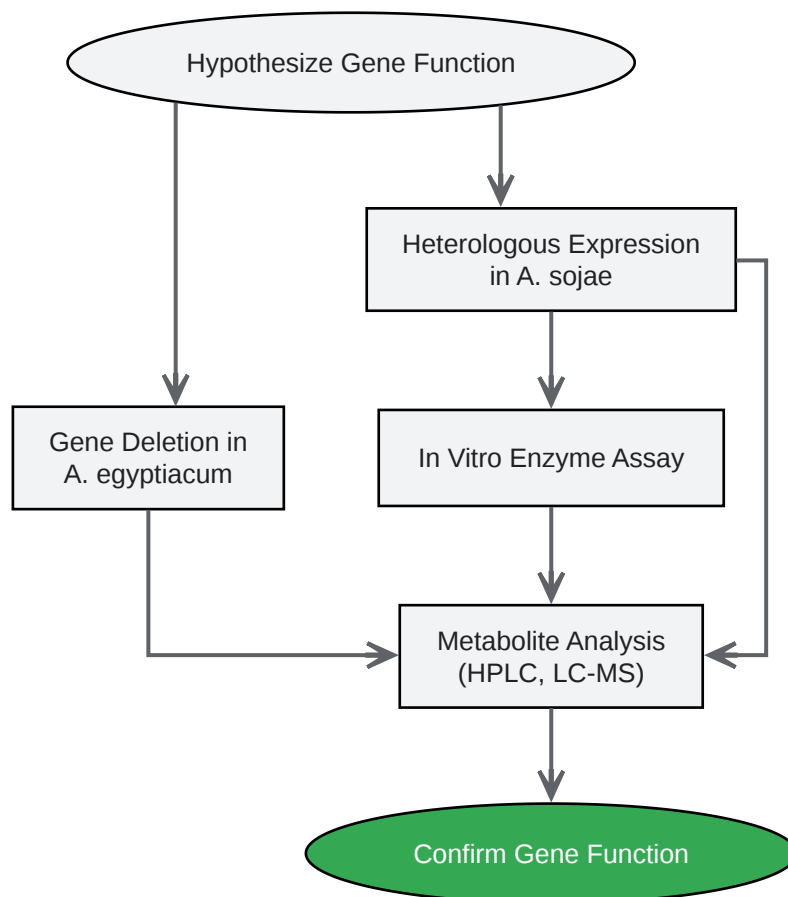 Hypothesize Gene Function
Heterologous Expression
in A. sojae
Gene Deletion in
A. egyptiacum
In Vitro Enzyme Assay
Metabolite Analysis
(HPLC, LC-MS)
Confirm Gene Function